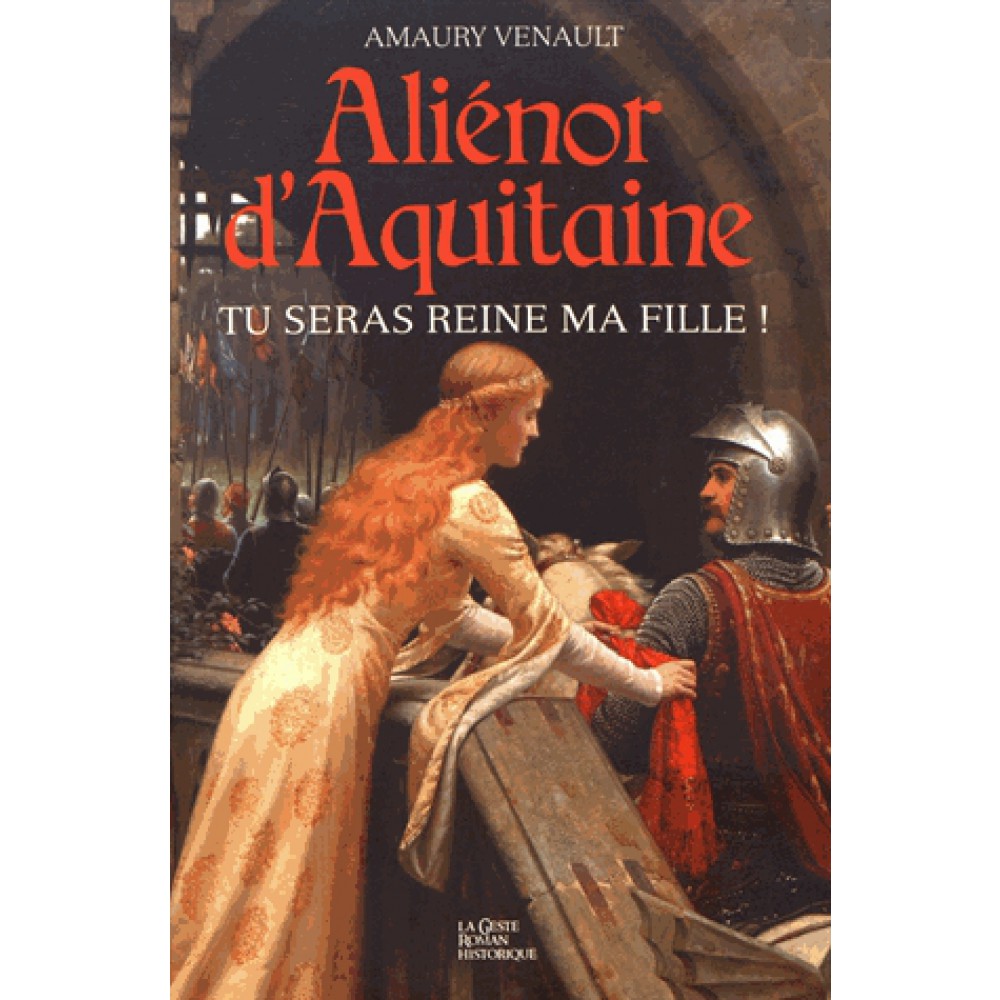 AMAURY VENAULT
Aliénor
d'Aquitaine
TU SERAS REINE MA FILLE !
LA GESTE
ROMAN
HISTORIQUE